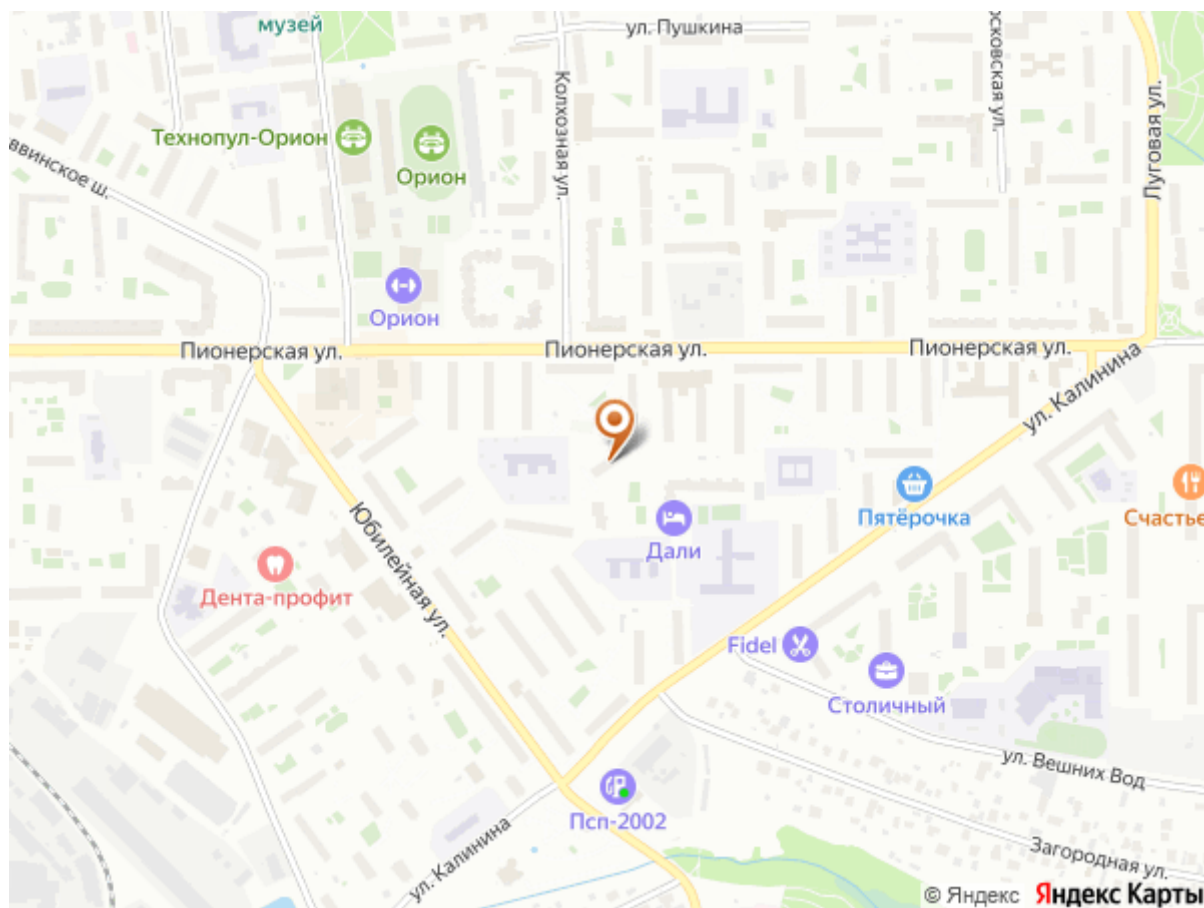 музей
ул. Пушкина
Колхозная ул.
Луговая ул.
Технопул-Орион
Орион
Орион
Пионерская ул.
Пионерская ул.
Пионерская ул.
ул. Калинина
Пятёрочка
Счастье
Дали
Юбилейная ул.
Дента-профит
Fidel
Столичный
ул. Вешних Вод
Псп-2002
ул. Калинина
Загородная ул.
© Яндекс Яндекс Карты